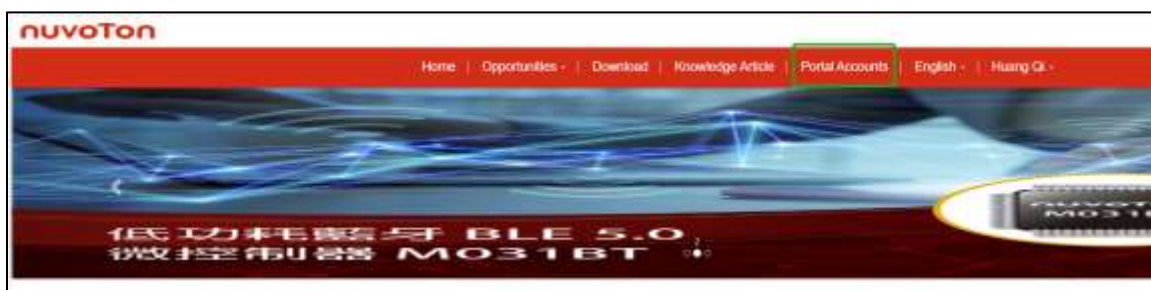 nuvoTon
Home | Opportunities - | Download | Knowledge Article | Portal Accounts | English - | Huang Qi -
低功耗藍牙 BLE 5.0
微控制器 M031BT